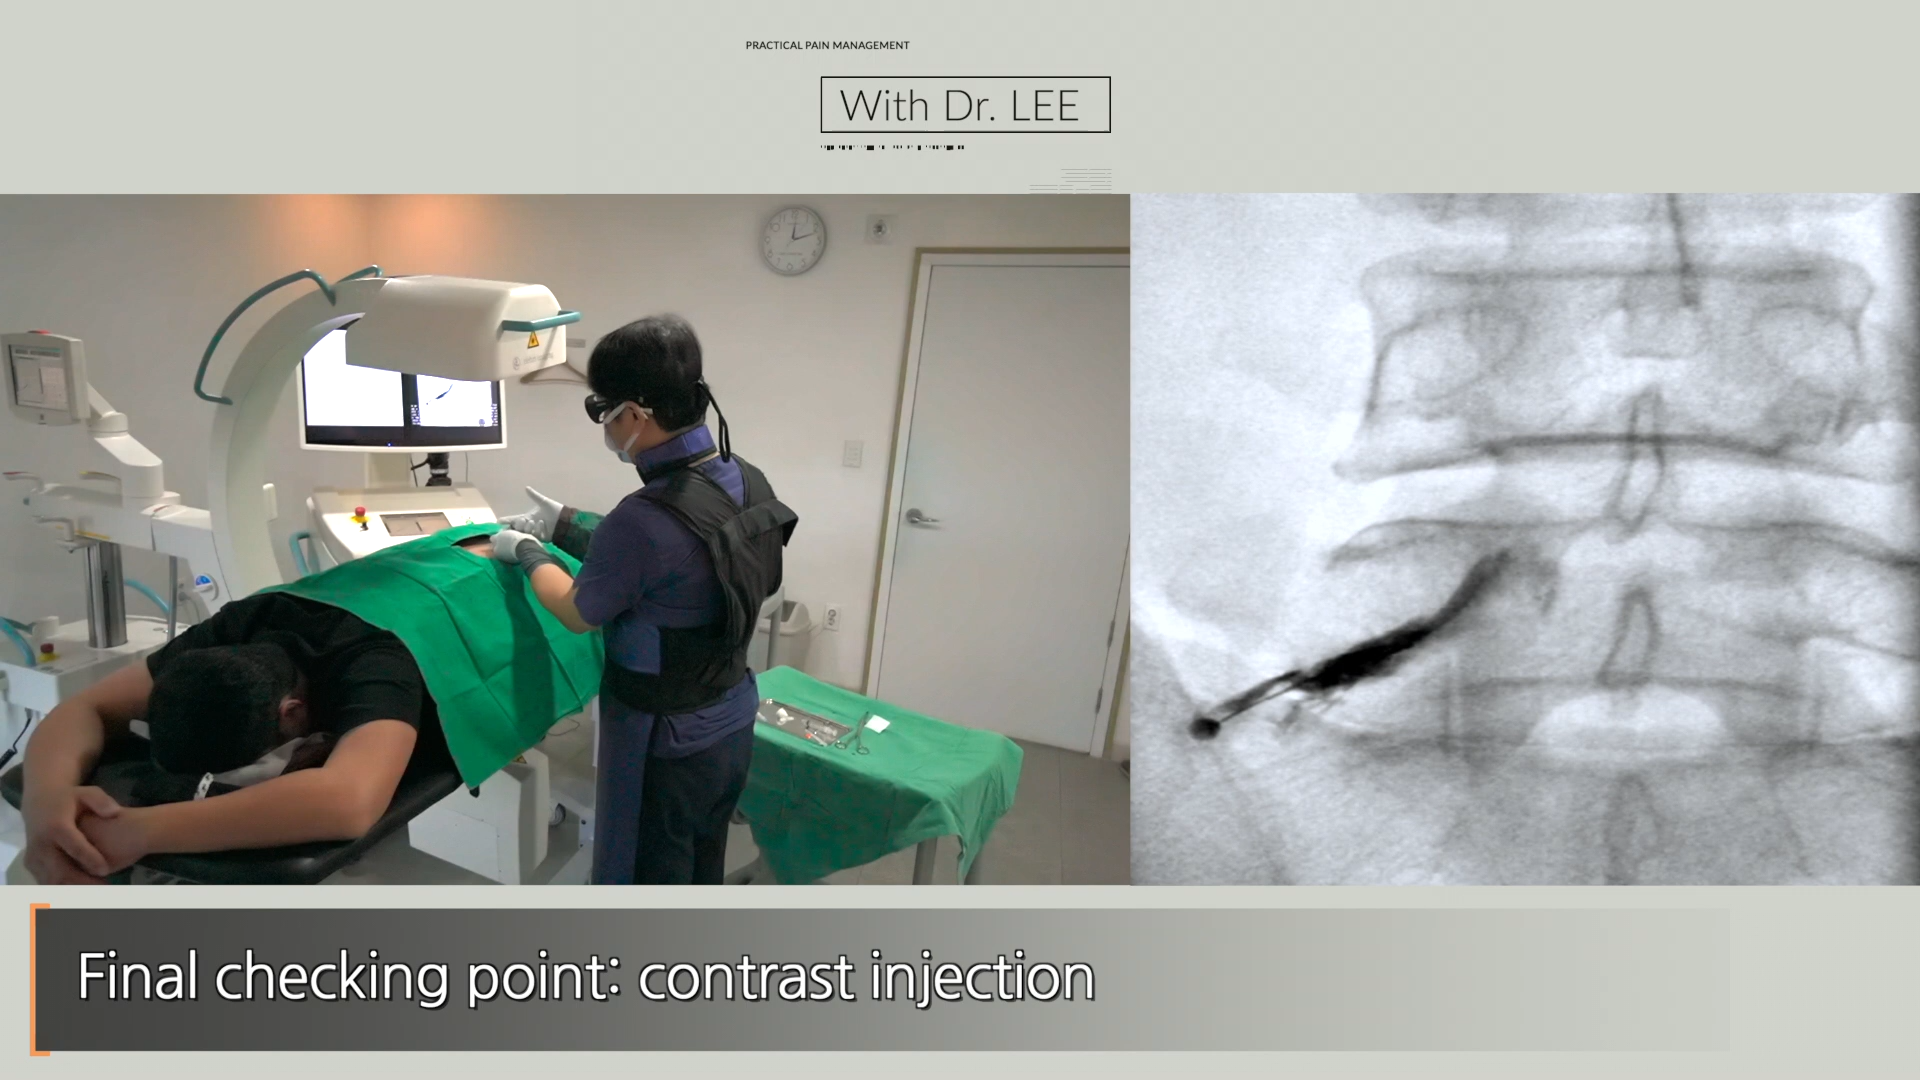 PRACTICAL PAIN MANAGEMENT
With Dr. LEE
Final checking point: contrast injection